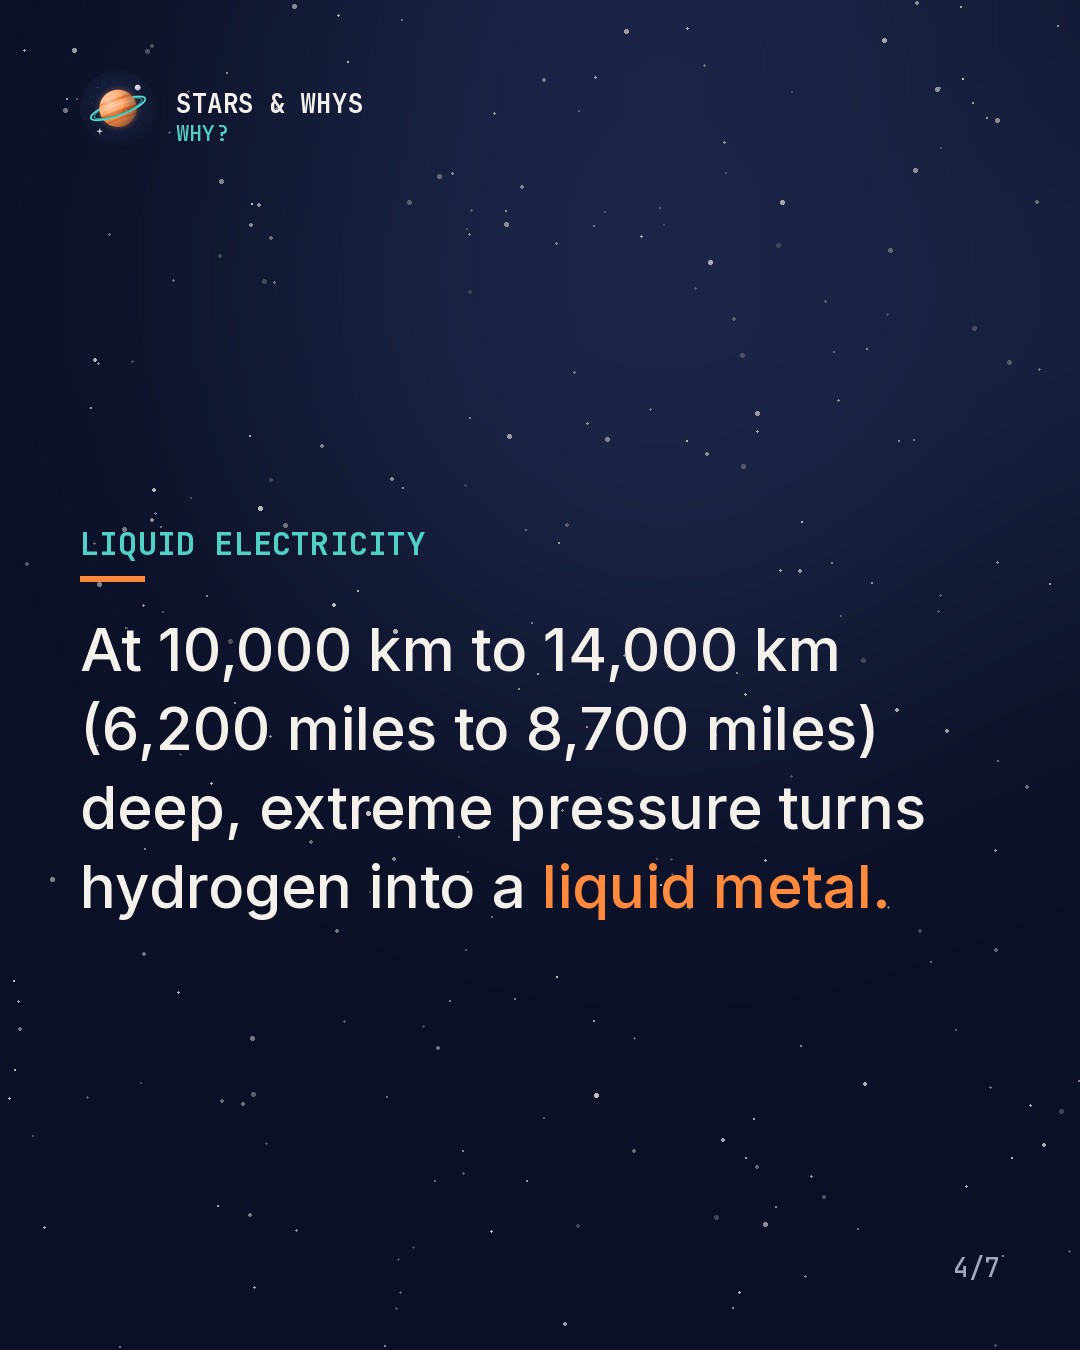 STARS & WHYS
WHY?
LIQUID ELECTRICITY
At 10,000 km to 14,000 km
(6,200 miles to 8,700 miles)
deep, extreme pressure turns
hydrogen into a liquid metal.
4/7